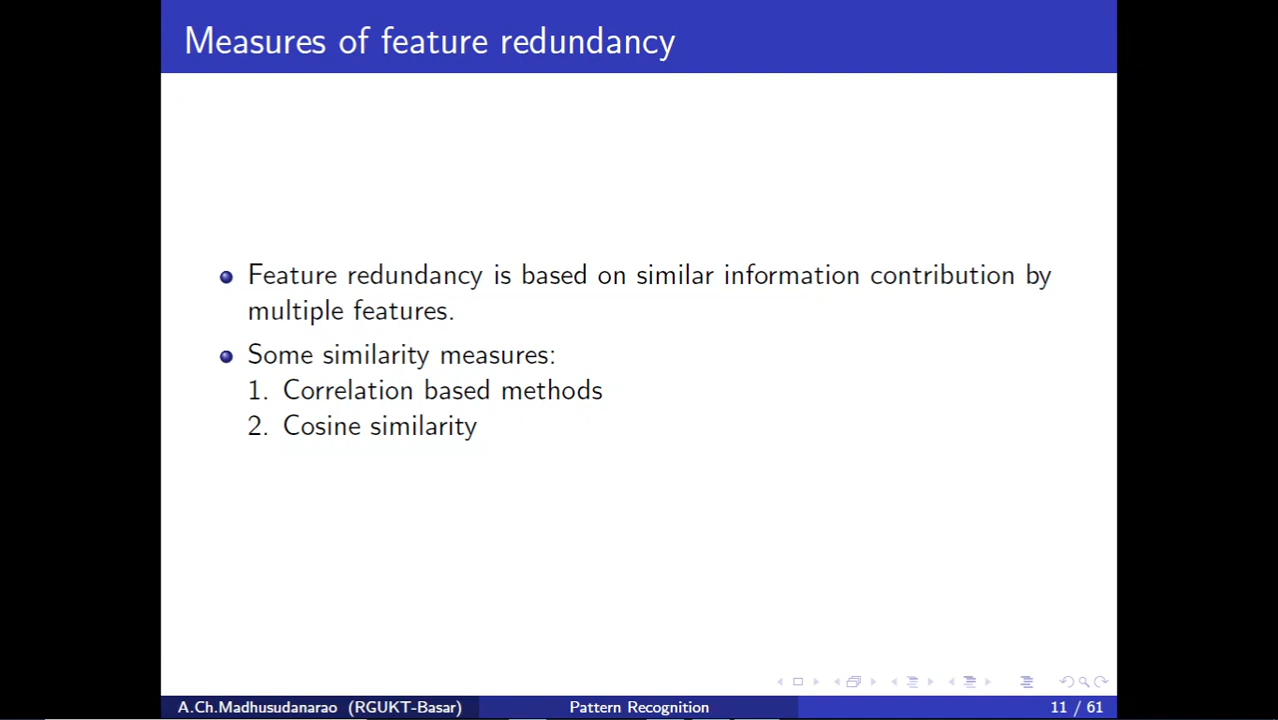 Measures of feature redundancy
Feature redundancy is based on similar information contribution by
multiple features.
Some similarity measures:
1. Correlation based methods
2. Cosine similarity
A.Ch.Madhusudanarao (RGUKT-Basar) Pattern Recognition 11 / 61